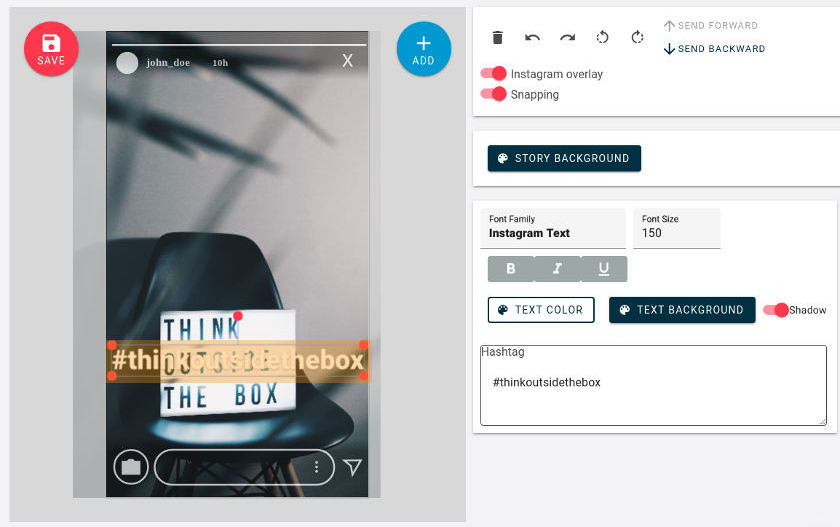 SAVE
ADD
john_doe 10h X
THINK
OUTSIDE
#thinkoutsidethebox
THE BOX
SEND FORWARD
SEND BACKWARD
Instagram overlay
Snapping
STORY BACKGROUND
Font Family
Instagram Text
Font Size
150
B I U
TEXT COLOR
TEXT BACKGROUND
Shadow
Hashtag
#thinkoutsidethebox